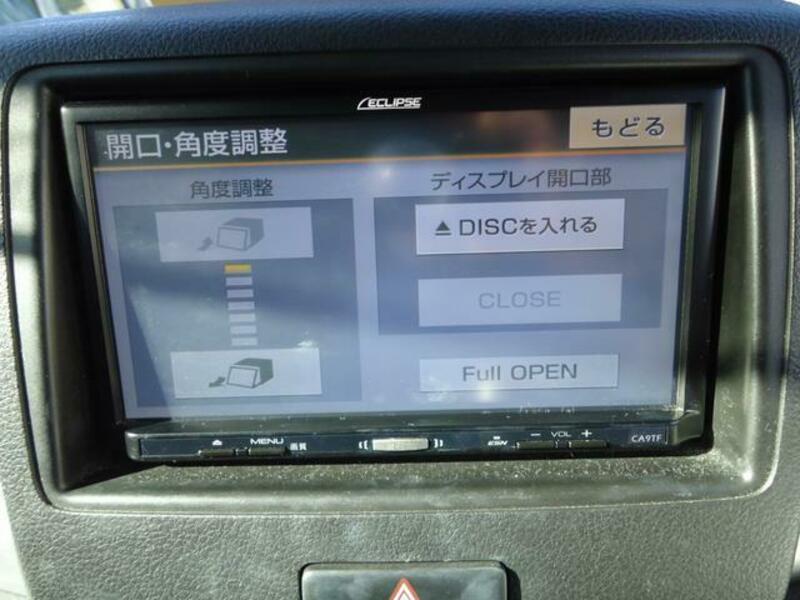 ECLIPSE
開口・角度調整
もどる
角度調整
ディスプレイ開口部
▲DISCを入れる
CLOSE
Full OPEN
MENU 画質 ESN − VOL + CA9TF